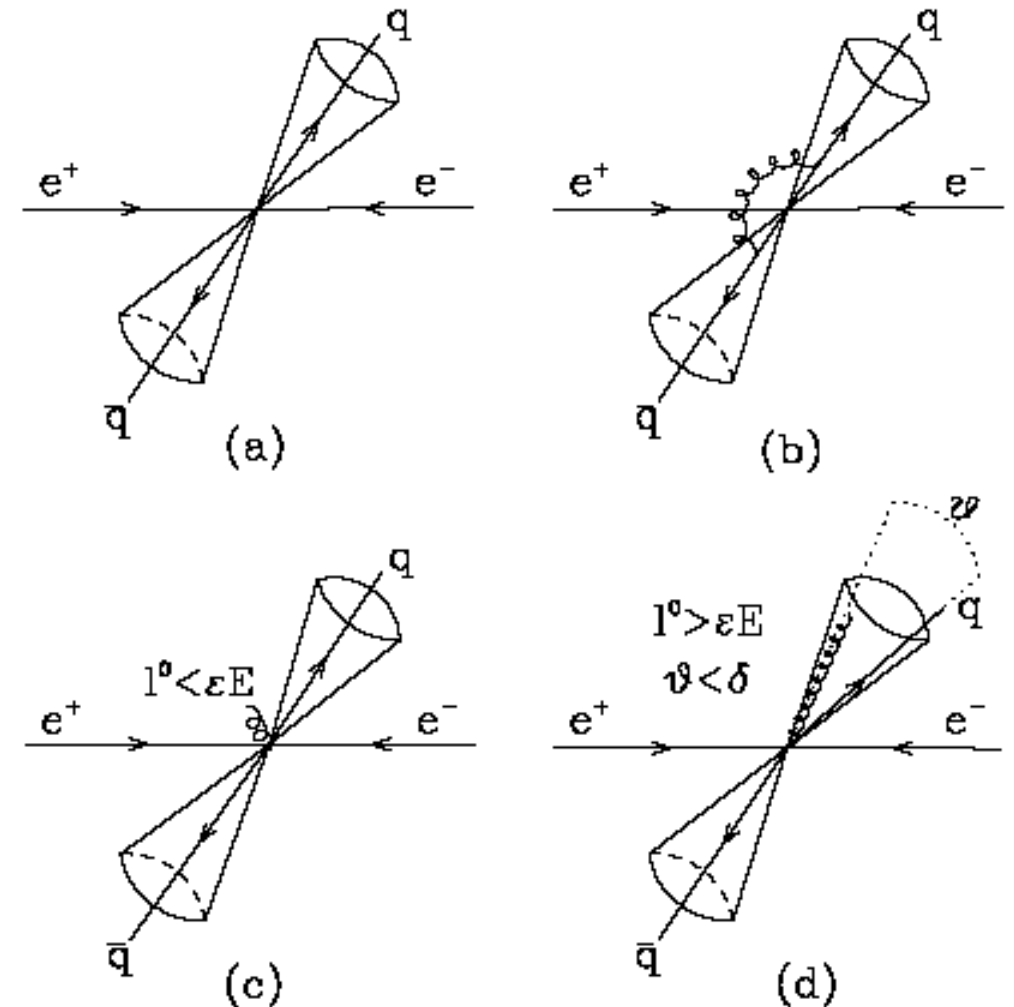 q
e⁺
e⁻
q̅
(a)
q
e⁺
e⁻
q̅
(b)
q
l⁰<εE
e⁺
e⁻
q̅
(c)
ϑ
q
l⁰>εE
ϑ<δ
e⁺
e⁻
q̅
(d)